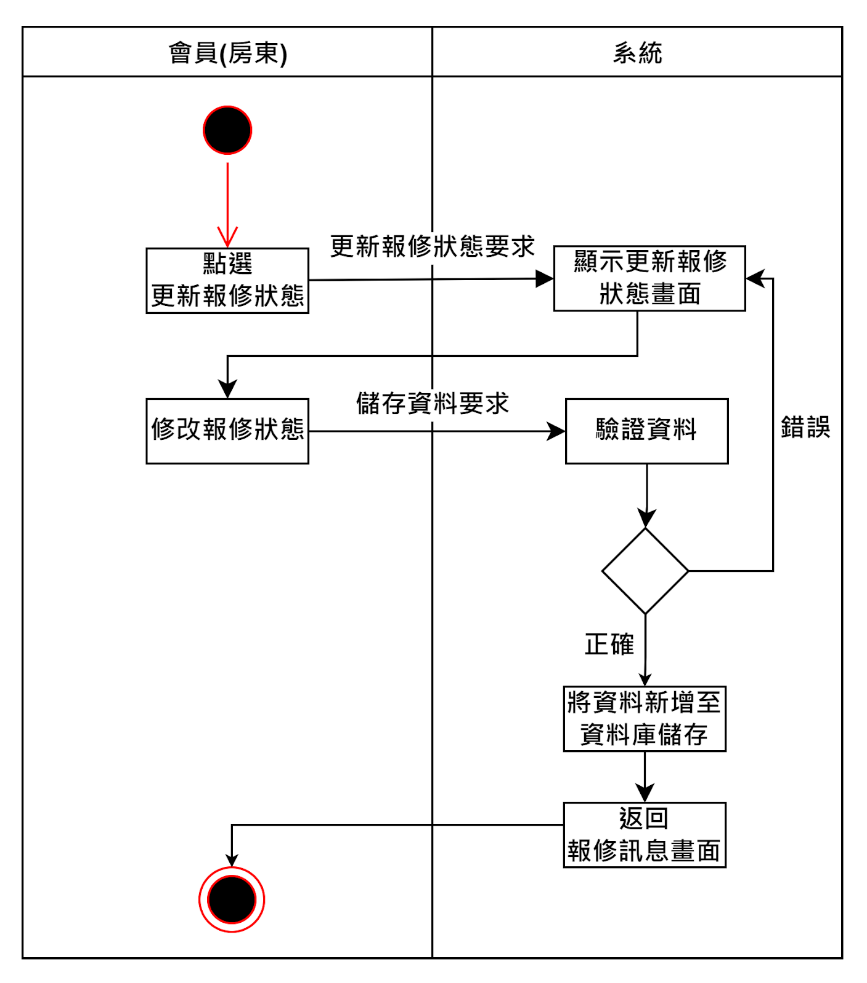 會員(房東)
系統
更新報修狀態要求
點選
更新報修狀態
顯示更新報修
狀態畫面
儲存資料要求
修改報修狀態
驗證資料
錯誤
正確
將資料新增至
資料庫儲存
返回
報修訊息畫面